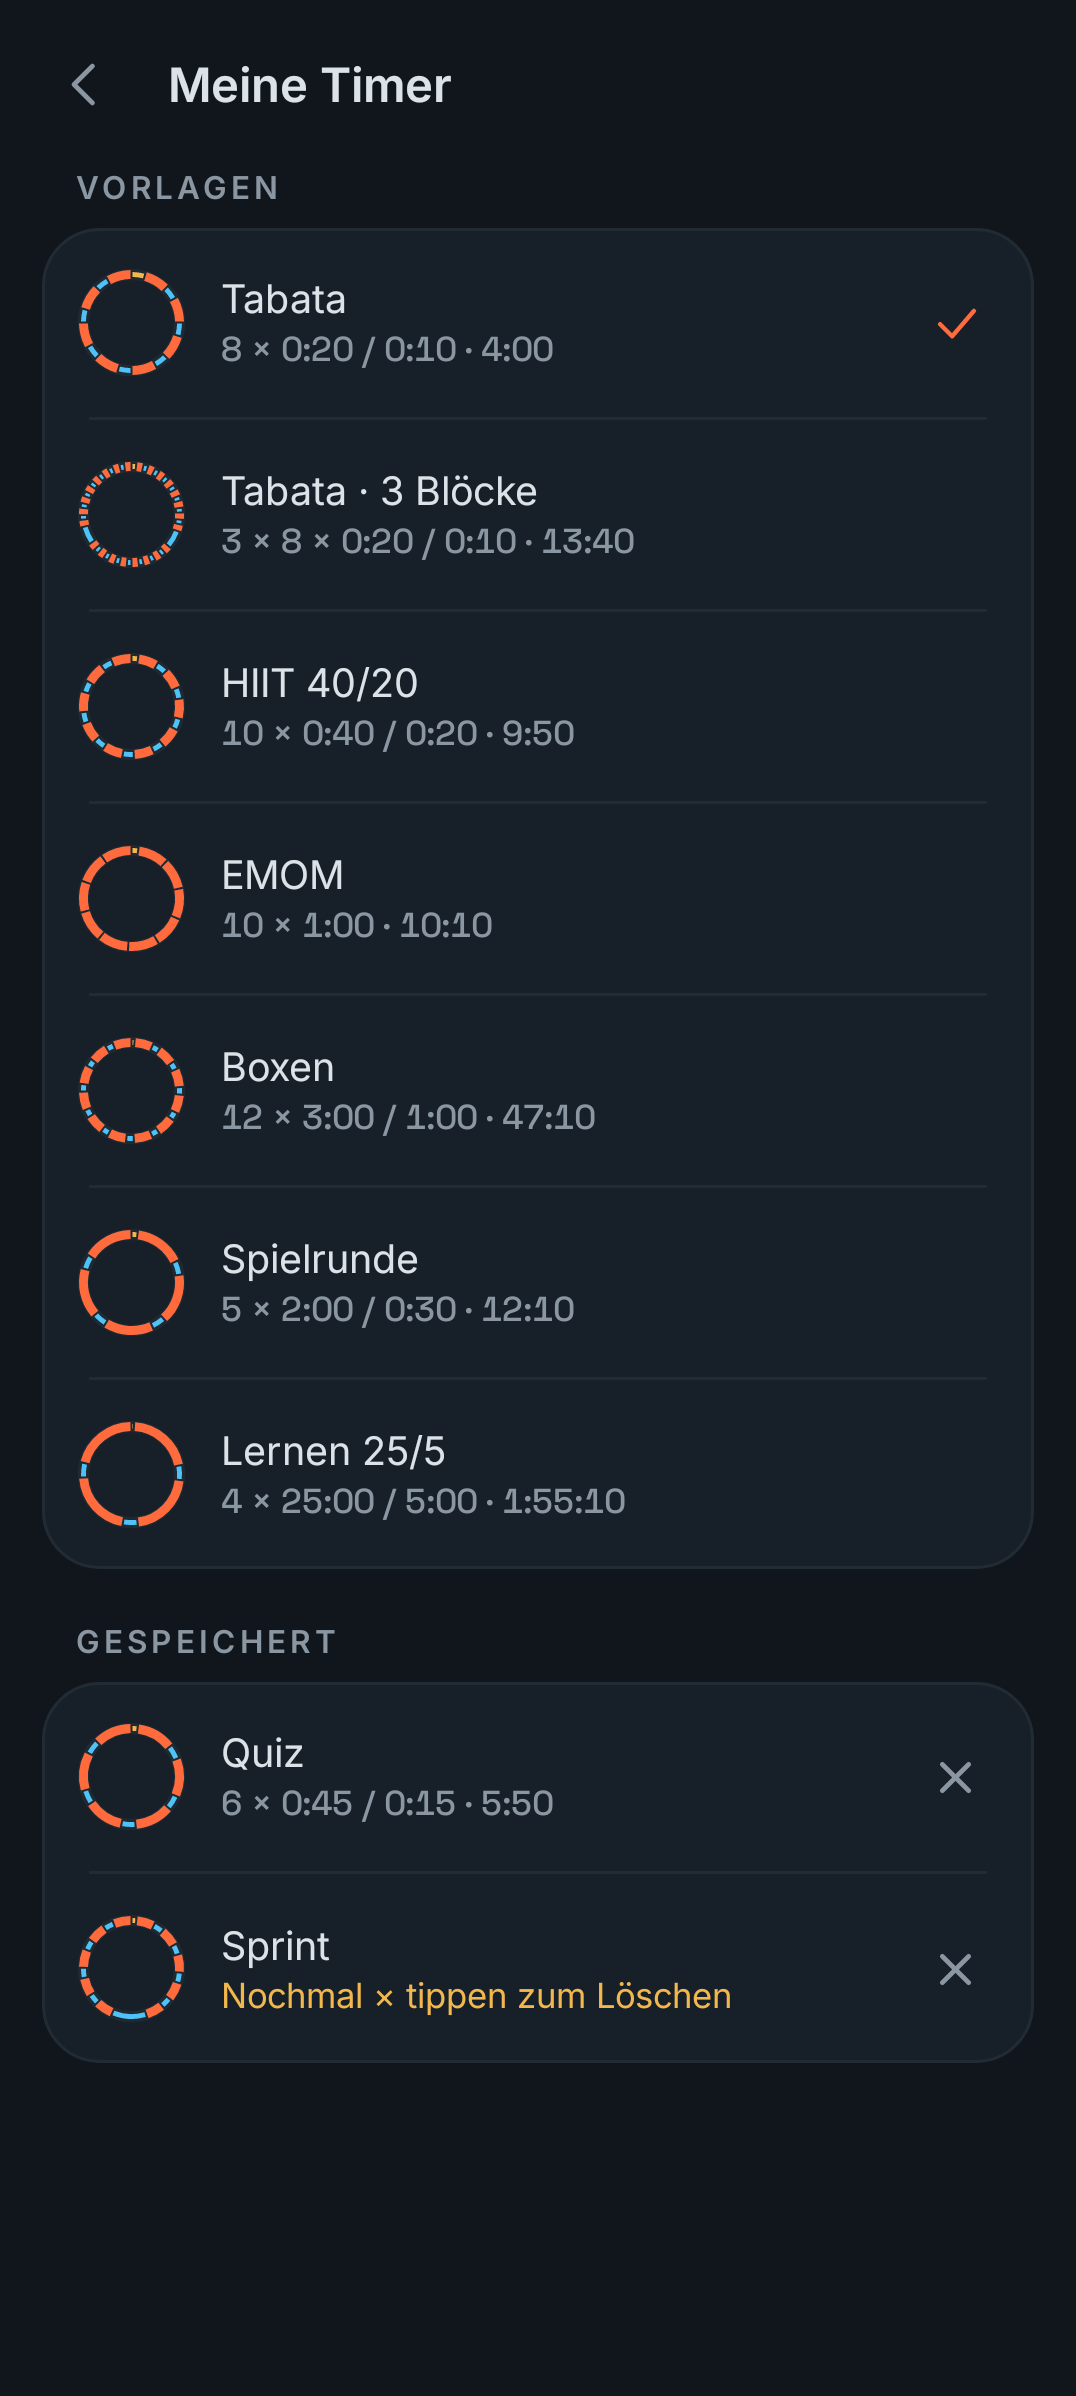 Meine Timer
VORLAGEN
Tabata
8 × 0:20 / 0:10 · 4:00
Tabata · 3 Blöcke
3 × 8 × 0:20 / 0:10 · 13:40
HIIT 40/20
10 × 0:40 / 0:20 · 9:50
EMOM
10 × 1:00 · 10:10
Boxen
12 × 3:00 / 1:00 · 47:10
Spielrunde
5 × 2:00 / 0:30 · 12:10
Lernen 25/5
4 × 25:00 / 5:00 · 1:55:10
GESPEICHERT
Quiz
6 × 0:45 / 0:15 · 5:50
Sprint
Nochmal × tippen zum Löschen